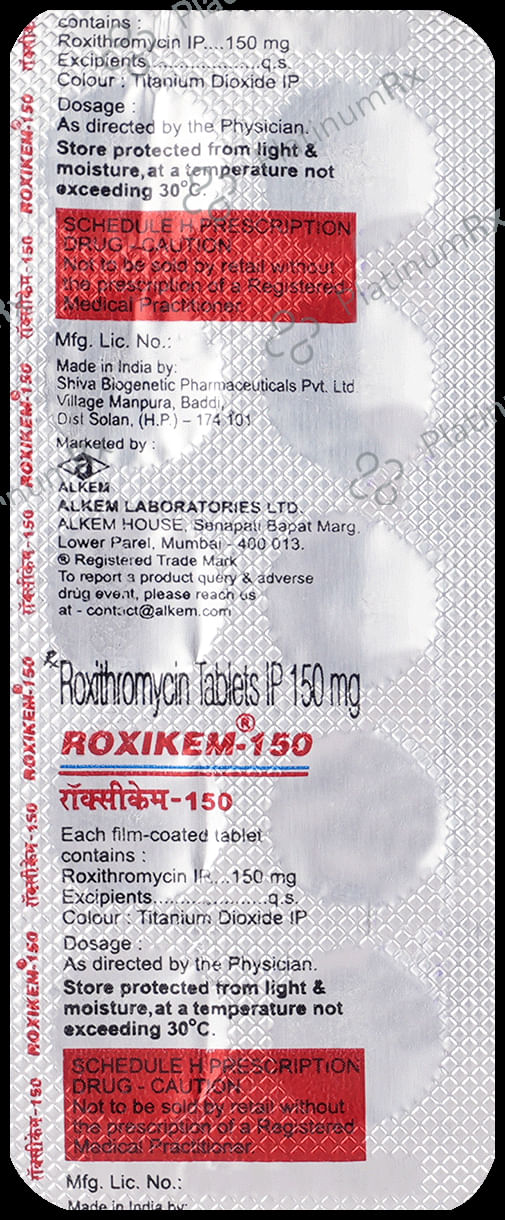 contains :
Roxithromycin IP....150 mg
Excipients....................q.s.
Colour : Titanium Dioxide IP
Dosage :
As directed by the Physician.
Store protected from light &
moisture, at a temperature not
exceeding 30°C.
SCHEDULE H PRESCRIPTION
DRUG - CAUTION
Not to be sold by retail without
the prescription of a Registered
Medical Practitioner.
Mfg. Lic. No.:
Made in India by:
Shiva Biogenetic Pharmaceuticals Pvt. Ltd.
Village Manpura, Baddi,
Dist Solan, (H.P.) – 174 101
Marketed by :
ALKEM
ALKEM LABORATORIES LTD.
ALKEM HOUSE, Senapati Bapat Marg,
Lower Parel, Mumbai - 400 013.
® Registered Trade Mark
To report a product query & adverse
drug event, please reach us
at - contact@alkem.com
Rx Roxithromycin Tablets IP 150 mg
ROXIKEM®-150
रॉक्सीकेम-150
Each film-coated tablet
contains :
Roxithromycin IP....150 mg
Excipients....................q.s.
Colour : Titanium Dioxide IP
Dosage :
As directed by the Physician.
Store protected from light &
moisture, at a temperature not
exceeding 30°C.
SCHEDULE H PRESCRIPTION
DRUG - CAUTION
Not to be sold by retail without
the prescription of a Registered
Medical Practitioner.
Mfg. Lic. No.:
Made in India by:
रॉक्सीकेम-150 ROXIKEM®-150 रॉक्सीकेम-150 ROXIKEM®-150 रॉक्सीकेम-150 ROXIKEM®-150 रॉक्सीकेम-150 ROXIKEM®-150
PlatinumRx
PlatinumRx
PlatinumRx